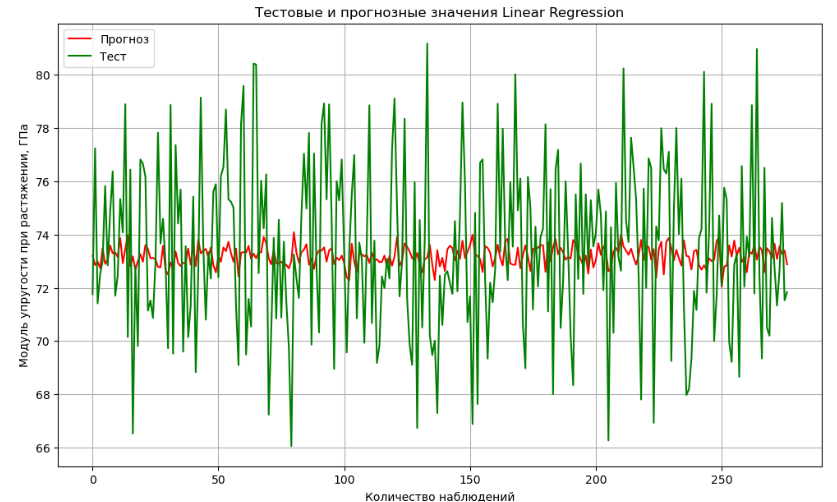 Тестовые и прогнозные значения Linear Regression
Прогноз
Тест
Модуль упругости при растяжении, ГПа
80
78
76
74
72
70
68
66
0 50 100 150 200 250
Количество наблюдений